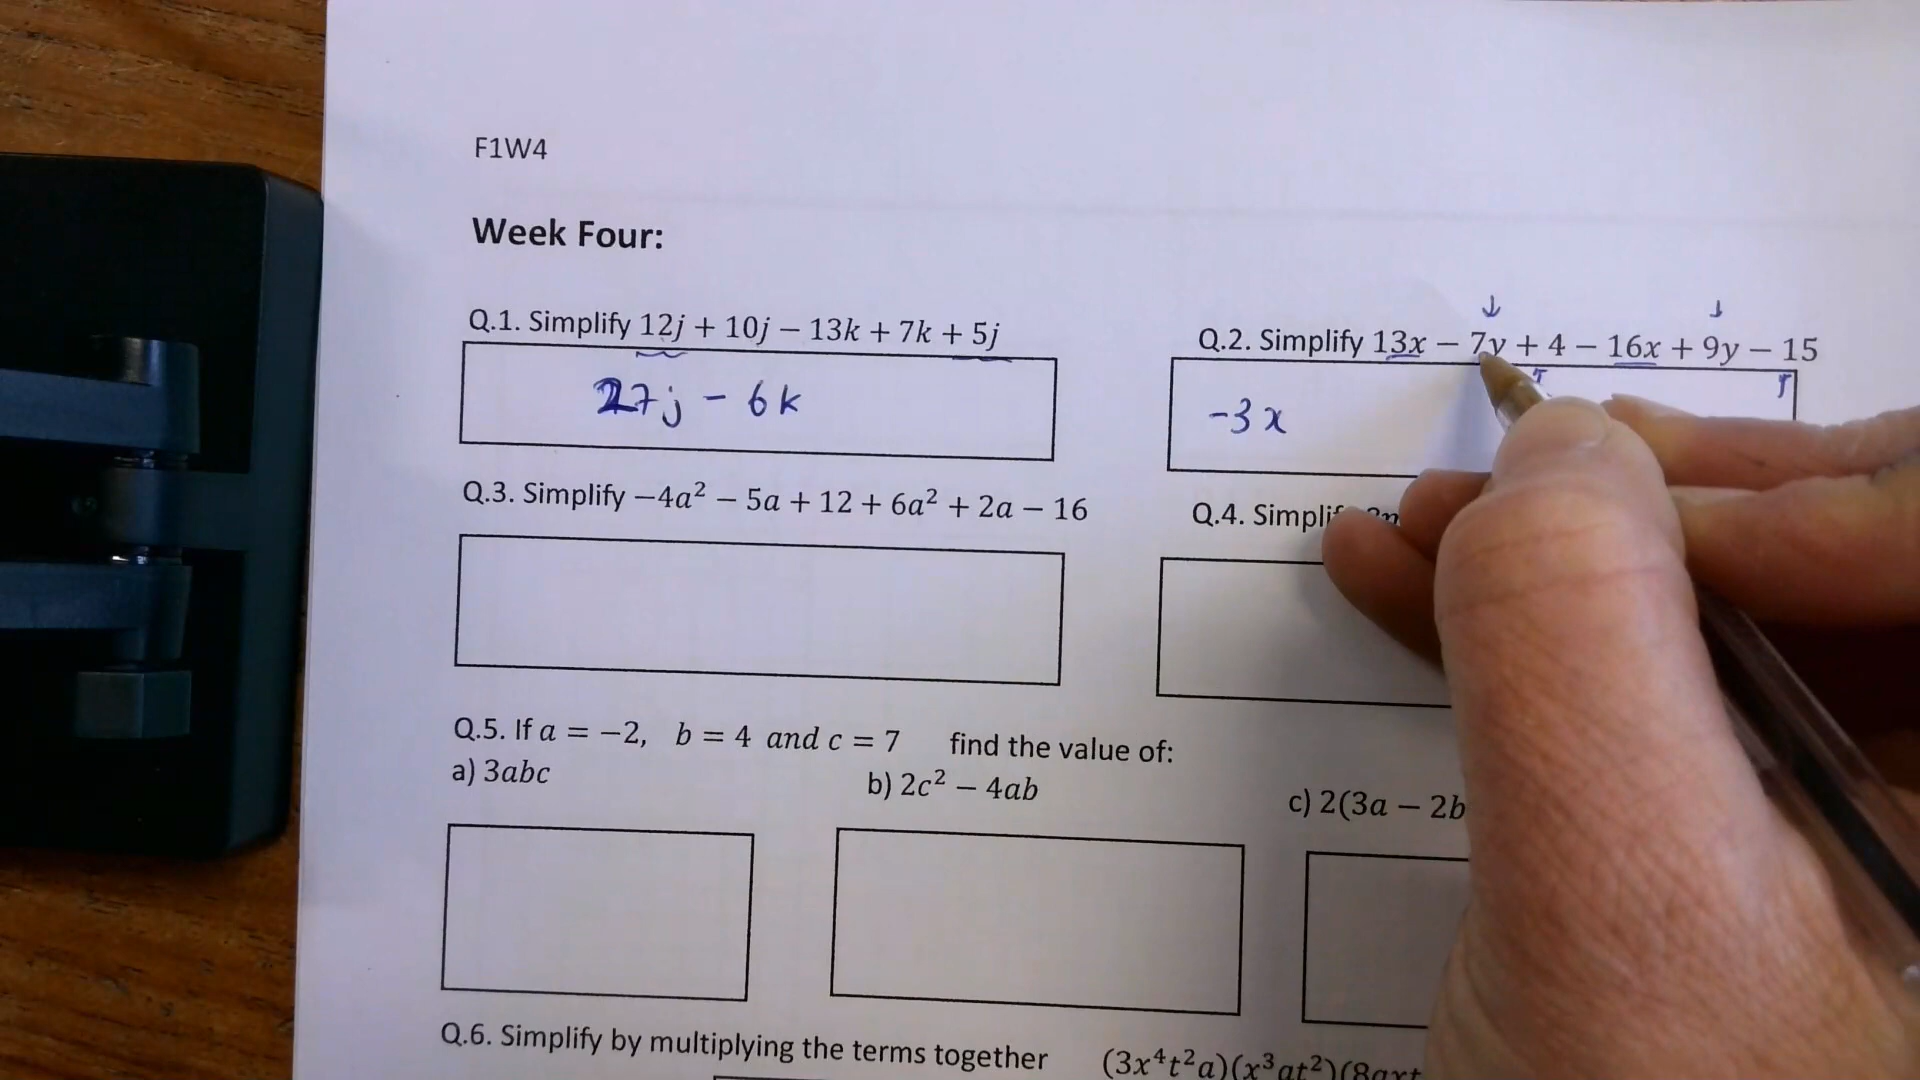 F1W4
Week Four:
Q.1. Simplify 12j + 10j − 13k + 7k + 5j
27j - 6k
Q.2. Simplify 13x − 7y + 4 − 16x + 9y − 15
-3x
Q.3. Simplify −4a² − 5a + 12 + 6a² + 2a − 16
Q.4.
Q.5. If a = −2, b = 4 and c = 7 find the value of:
a) 3abc
b) 2c² − 4ab
c) 2(3a − 2b
Q.6. Simplify by multiplying the terms together (3x⁴t²a)(x³at²)(8axt